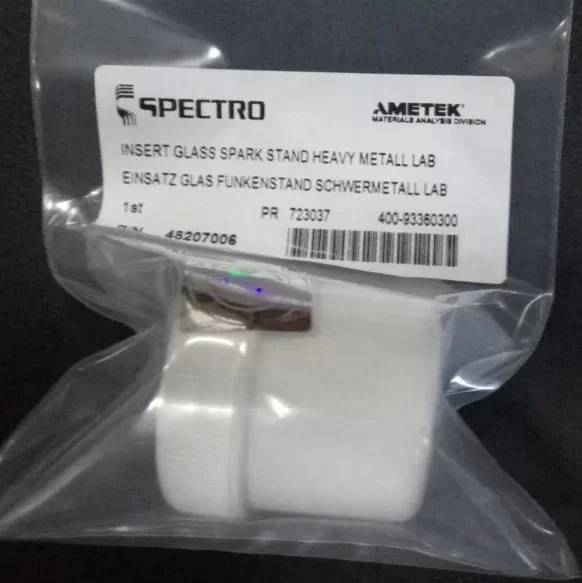 SPECTRO
AMETEK®
MATERIALS ANALYSIS DIVISION
INSERT GLASS SPARK STAND HEAVY METALL LAB
EINSATZ GLAS FUNKENSTAND SCHWERMETALL LAB
1st PR 723037 400-93360300
48207006